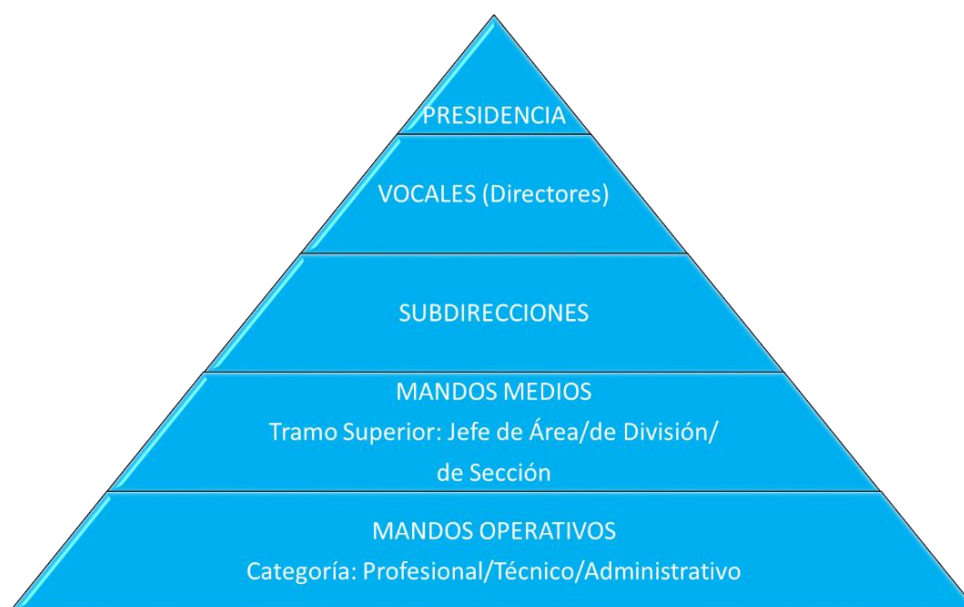 PRESIDENCIA
VOCALES (Directores)
SUBDIRECCIONES
MANDOS MEDIOS
Tramo Superior: Jefe de Área/de División/
de Sección
MANDOS OPERATIVOS
Categoría: Profesional/Técnico/Administrativo